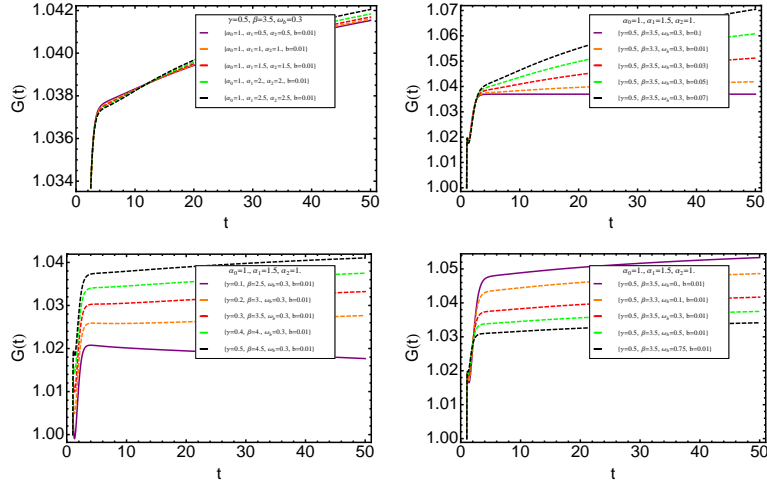 γ=0.5, β=3.5, ω₀=0.3
{α₀=1., α₁=0.5, α₂=0.5, b=0.01}
{α₀=1., α₁=1, α₂=1., b=0.01}
{α₀=1., α₁=1.5, α₂=1.5, b=0.01}
{α₀=1., α₁=2., α₂=2., b=0.01}
{α₀=1., α₁=2.5, α₂=2.5, b=0.01}
1.042
1.038
1.034
G(t)
0 10 20 30 40 50
t
α₀=1., α₁=1.5, α₂=1.
{γ=0.5, β=3.5, ω₀=0.3, b=0.}
{γ=0.5, β=3.5, ω₀=0.3, b=0.01}
{γ=0.5, β=3.5, ω₀=0.3, b=0.03}
{γ=0.5, β=3.5, ω₀=0.3, b=0.05}
{γ=0.5, β=3.5, ω₀=0.3, b=0.07}
1.07
1.06
1.05
1.04
1.03
1.02
1.01
1.00
G(t)
0 10 20 30 40 50
t
α₀=1., α₁=1.5, α₂=1.
{γ=0.1, β=2.5, ω₀=0.3, b=0.01}
{γ=0.2, β=3., ω₀=0.3, b=0.01}
{γ=0.3, β=3.5, ω₀=0.3, b=0.01}
{γ=0.4, β=4., ω₀=0.3, b=0.01}
{γ=0.5, β=4.5, ω₀=0.3, b=0.01}
1.04
1.03
1.02
1.01
1.00
G(t)
0 10 20 30 40 50
t
α₀=1., α₁=1.5, α₂=1.
{γ=0.5, β=3.5, ω₀=0., b=0.01}
{γ=0.5, β=3.5, ω₀=0.1, b=0.01}
{γ=0.5, β=3.5, ω₀=0.3, b=0.01}
{γ=0.5, β=3.5, ω₀=0.5, b=0.01}
{γ=0.5, β=3.5, ω₀=0.75, b=0.01}
1.05
1.04
1.03
1.02
1.01
1.00
G(t)
0 10 20 30 40 50
t